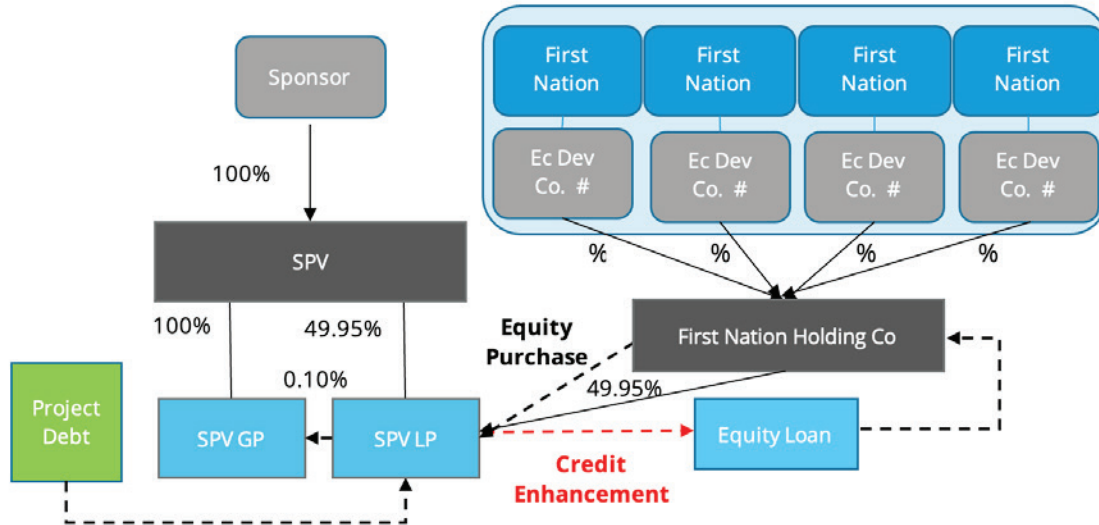 Sponsor
First
Nation
First
Nation
First
Nation
First
Nation
Ec Dev
Co. #
Ec Dev
Co. #
Ec Dev
Co. #
Ec Dev
Co. #
100%
SPV
%
%
%
%
100%
49.95%
Equity
Purchase
First Nation Holding Co
0.10%
49.95%
Project
Debt
SPV GP
SPV LP
Equity Loan
Credit
Enhancement